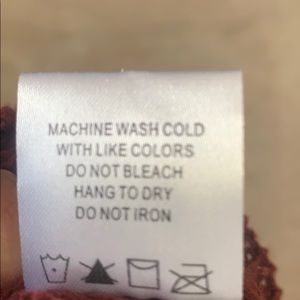 MACHINE WASH COLD
WITH LIKE COLORS
DO NOT BLEACH
HANG TO DRY
DO NOT IRON